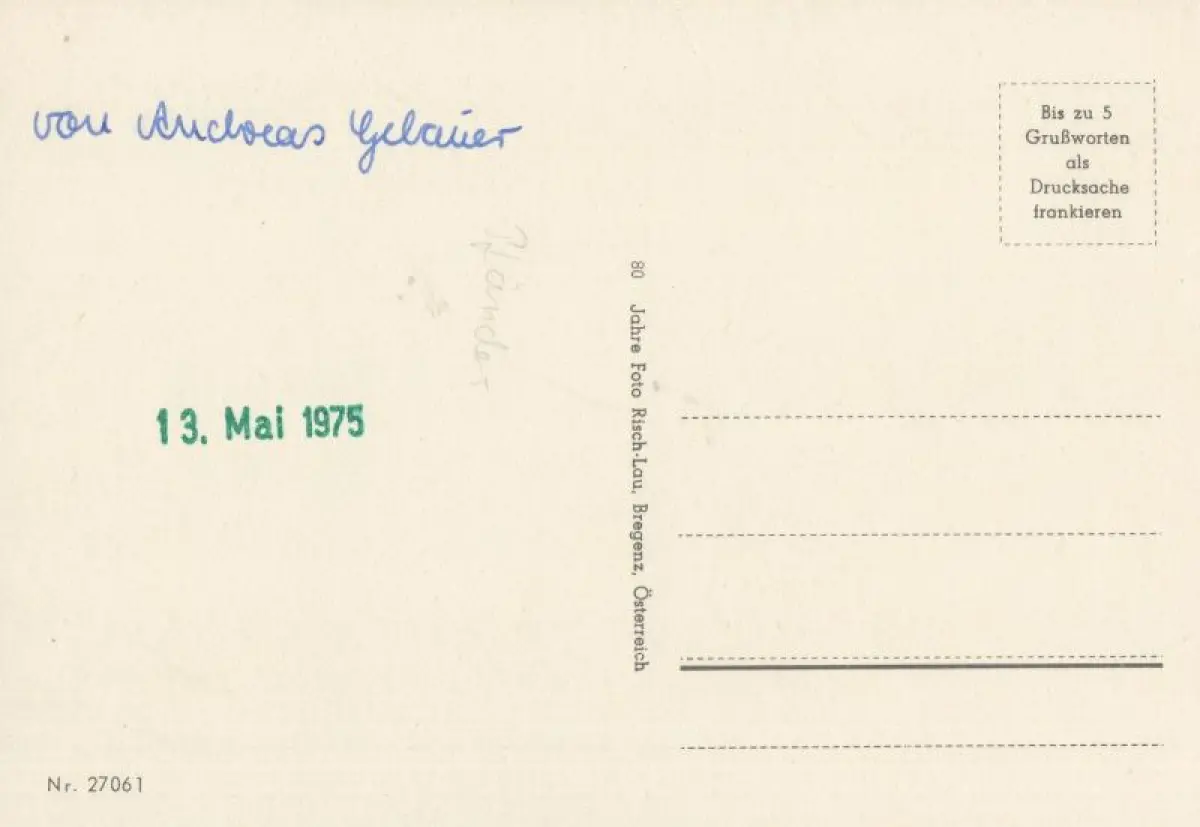 von Andreas Gebauer
Bis zu 5
Grußworten
als
Drucksache
frankieren
13. Mai 1975
80 Jahre Foto Risch-Lau, Bregenz, Österreich
Nr. 27061